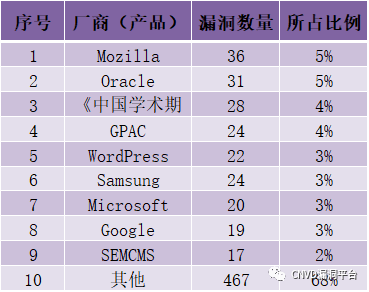 序号 厂商（产品） 漏洞数量 所占比例
1 Mozilla 36 5%
2 Oracle 31 5%
3 《中国学术期 28 4%
4 GPAC 24 4%
5 WordPress 22 3%
6 Samsung 24 3%
7 Microsoft 20 3%
8 Google 19 3%
9 SEMCMS 17 2%
10 其他 467 68%
CNVD漏洞平台